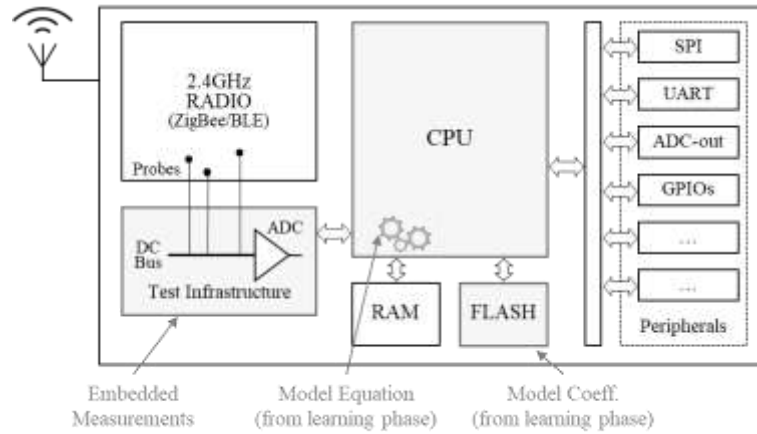 2.4GHz
RADIO
(ZigBee/BLE)
Probes
DC
Bus
ADC
Test Infrastructure
CPU
RAM
FLASH
SPI
UART
ADC-out
GPIOs
...
...
Peripherals
Embedded
Measurements
Model Equation
(from learning phase)
Model Coeff.
(from learning phase)